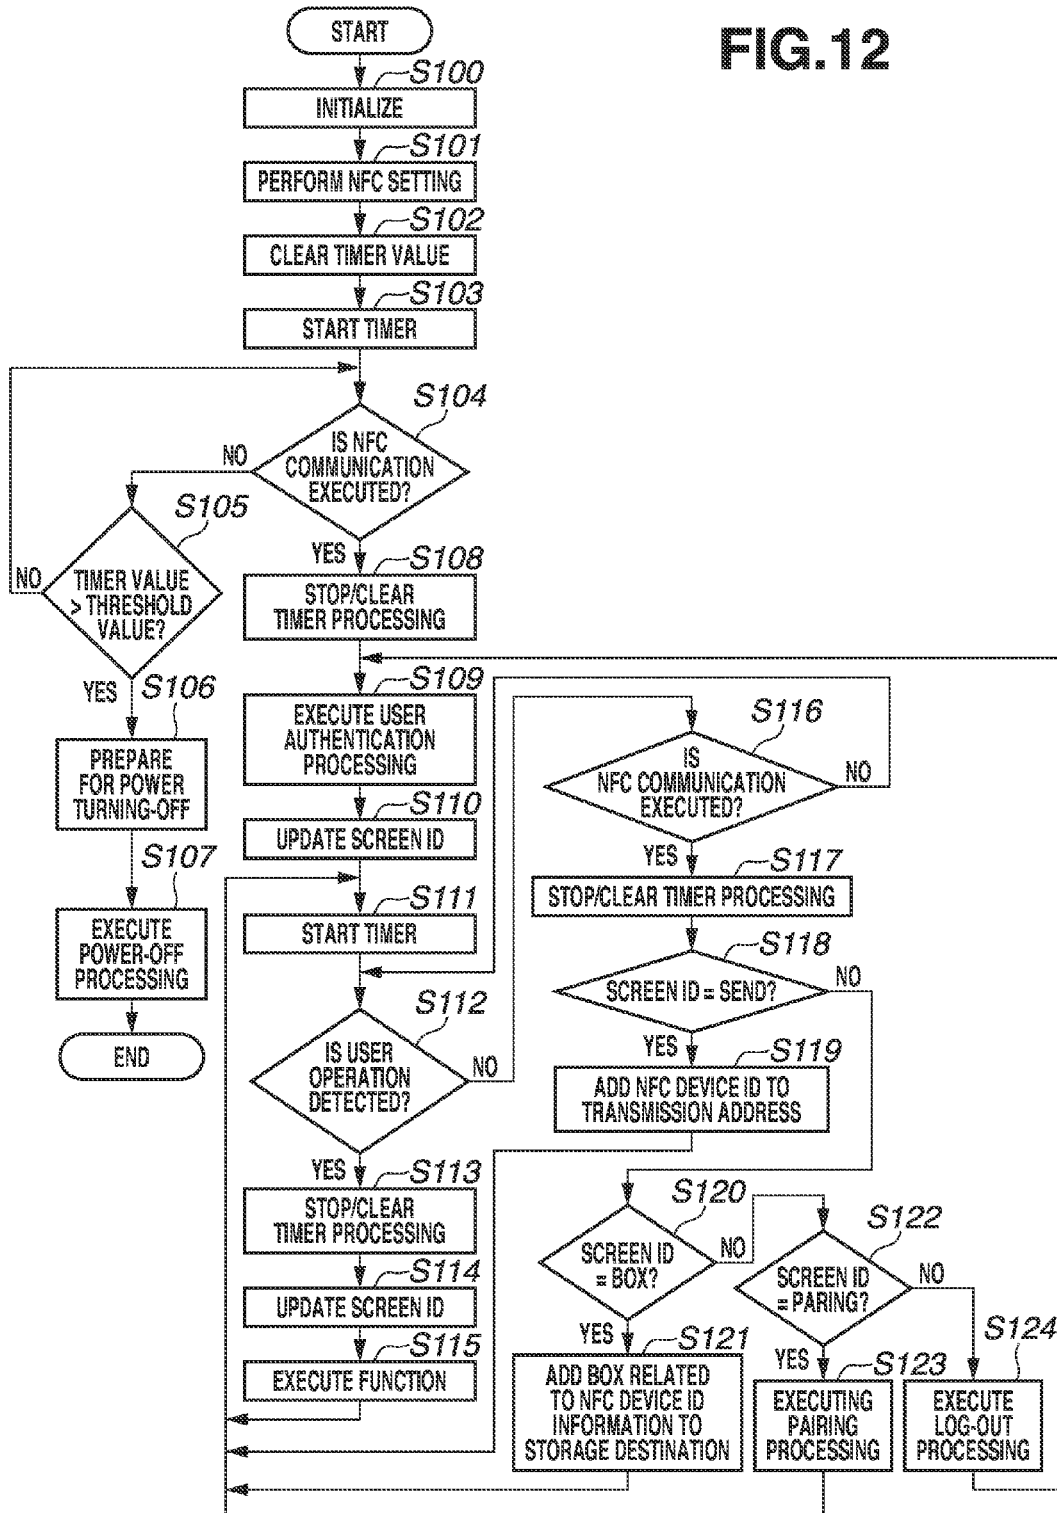 FIG.12
START
S100
INITIALIZE
S101
PERFORM NFC SETTING
S102
CLEAR TIMER VALUE
S103
START TIMER
S104
IS NFC
COMMUNICATION
EXECUTED?
NO
YES
S105
TIMER VALUE
> THRESHOLD
VALUE?
NO
YES
S106
PREPARE
FOR POWER
TURNING-OFF
S107
EXECUTE
POWER-OFF
PROCESSING
END
S108
STOP/CLEAR
TIMER PROCESSING
S109
EXECUTE USER
AUTHENTICATION
PROCESSING
S110
UPDATE SCREEN ID
S111
START TIMER
S112
IS USER
OPERATION
DETECTED?
NO
YES
S113
STOP/CLEAR
TIMER PROCESSING
S114
UPDATE SCREEN ID
S115
EXECUTE FUNCTION
S116
IS
NFC COMMUNICATION
EXECUTED?
NO
YES
S117
STOP/CLEAR TIMER PROCESSING
S118
SCREEN ID = SEND?
NO
YES
S119
ADD NFC DEVICE ID TO
TRANSMISSION ADDRESS
S120
SCREEN ID
= BOX?
NO
YES
S121
ADD BOX RELATED
TO NFC DEVICE ID
INFORMATION TO
STORAGE DESTINATION
S122
SCREEN ID
= PARING?
NO
YES
S123
EXECUTING
PAIRING
PROCESSING
S124
EXECUTE
LOG-OUT
PROCESSING